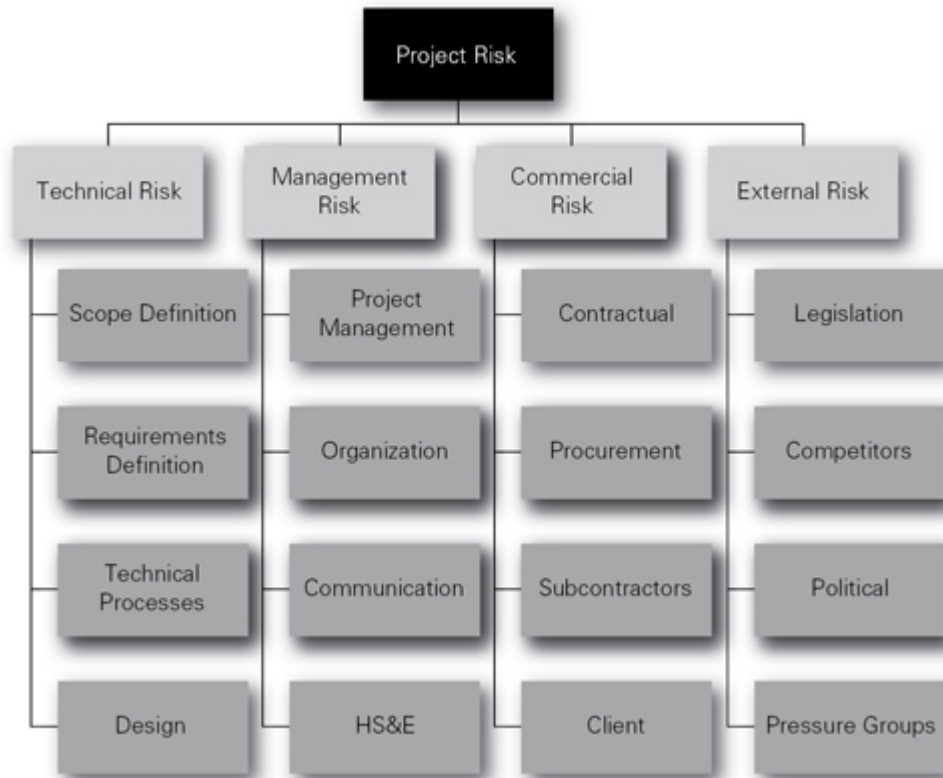 Project Risk
Technical Risk
Management
Risk
Commercial
Risk
External Risk
Scope Definition
Project
Management
Contractual
Legislation
Requirements
Definition
Organization
Procurement
Competitors
Technical
Processes
Communication
Subcontractors
Political
Design
HS&E
Client
Pressure Groups